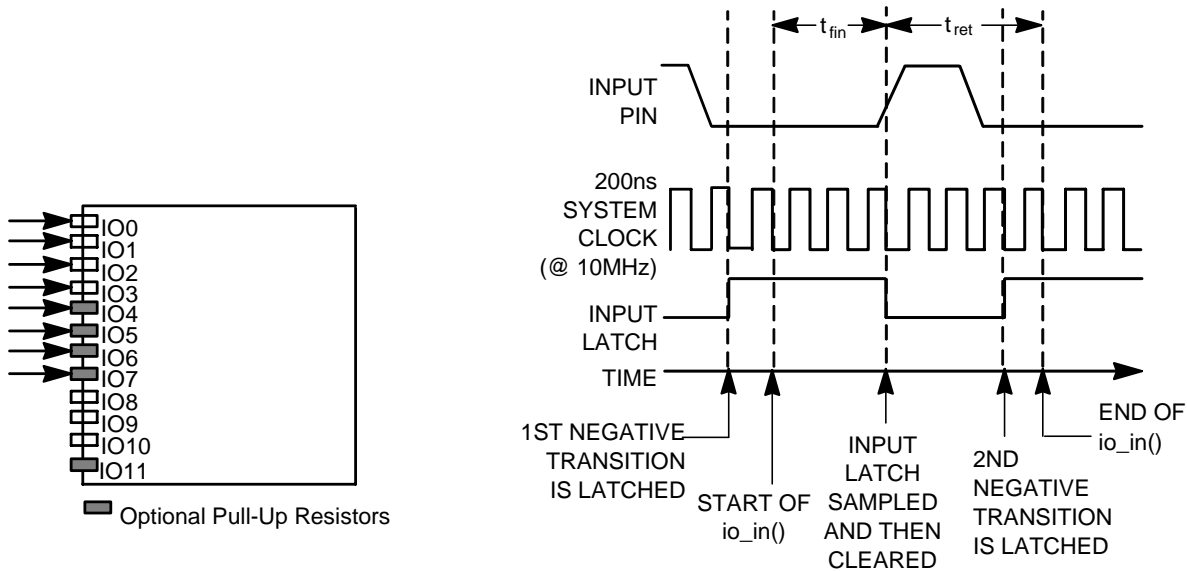 IO0
IO1
IO2
IO3
IO4
IO5
IO6
IO7
IO8
IO9
IO10
IO11
Optional Pull-Up Resistors
tfin
tret
INPUT
PIN
200ns
SYSTEM
CLOCK
(@ 10MHz)
INPUT
LATCH
TIME
1ST NEGATIVE
TRANSITION
IS LATCHED
START OF
io_in()
INPUT
LATCH
SAMPLED
AND THEN
CLEARED
2ND
NEGATIVE
TRANSITION
IS LATCHED
END OF
io_in()